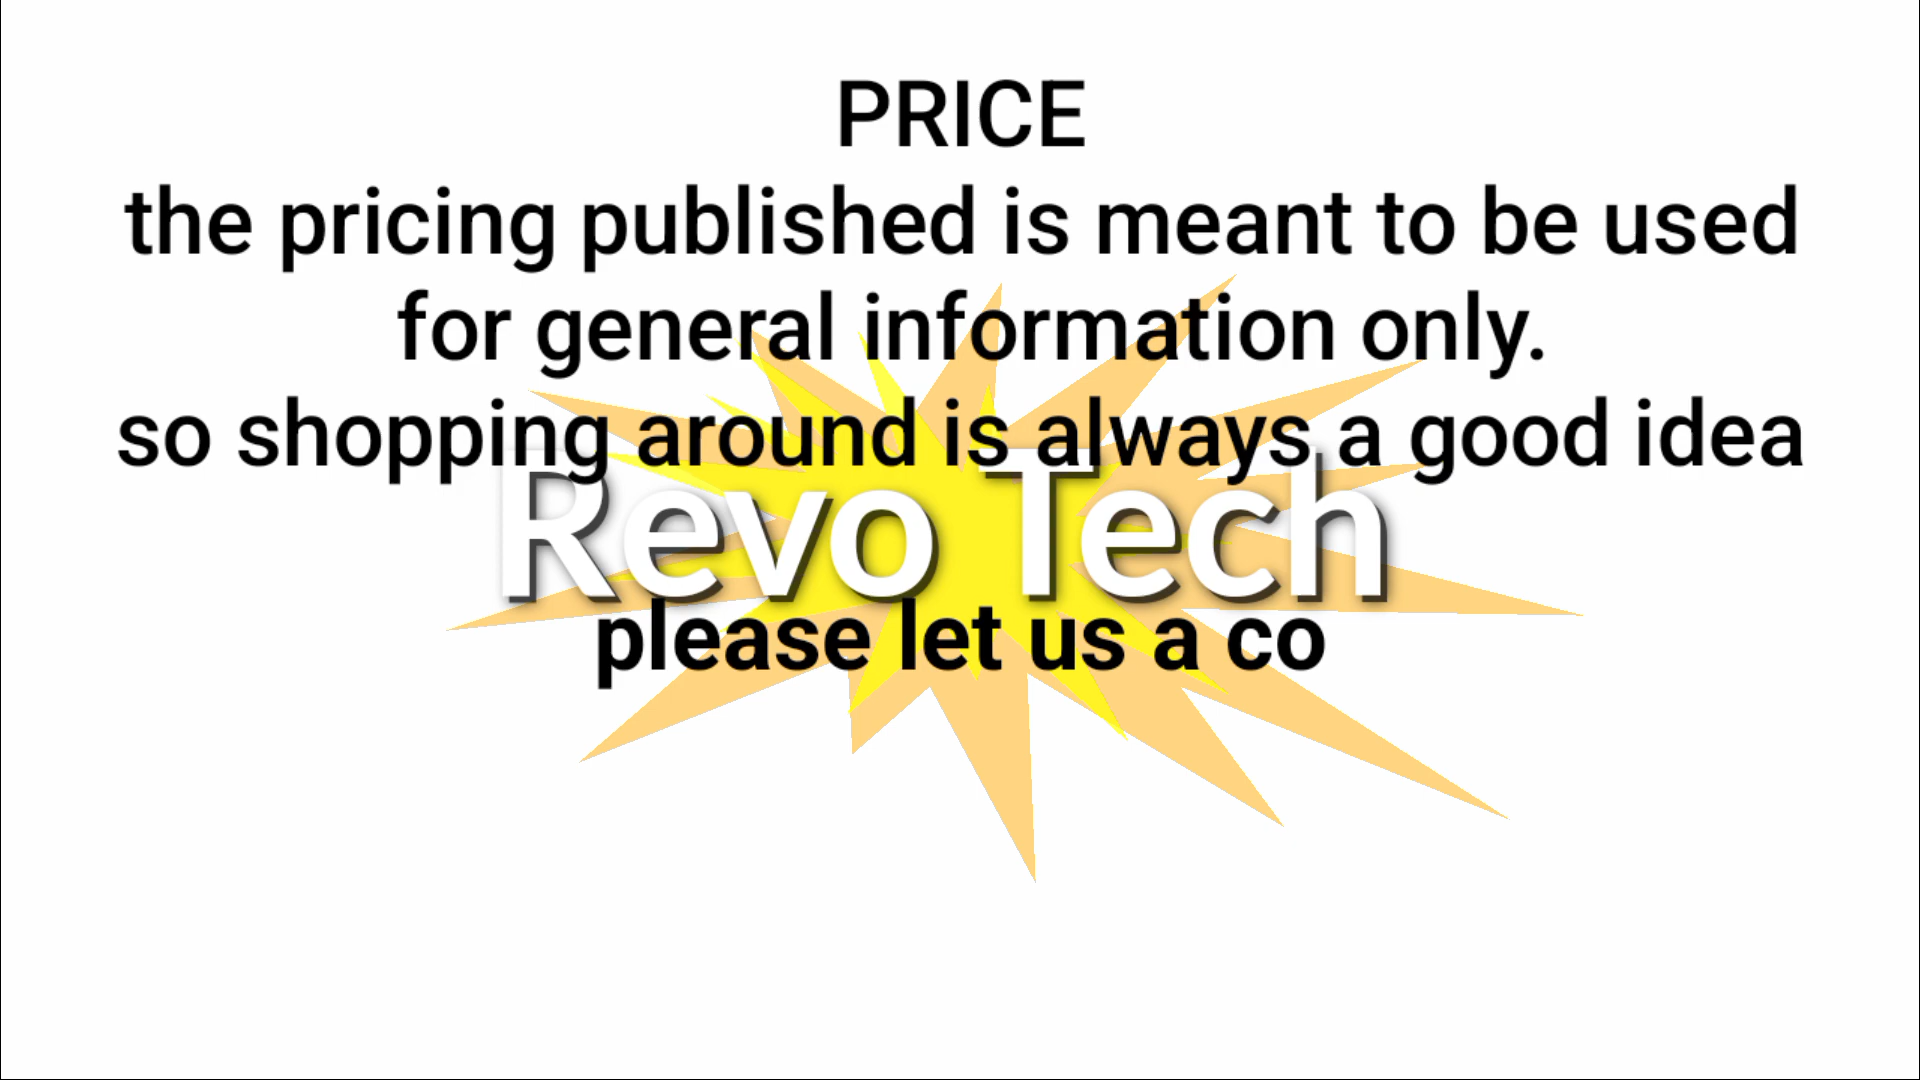 PRICE
the pricing published is meant to be used
for general information only.
so shopping around is always a good idea
Revo Tech
please let us a co